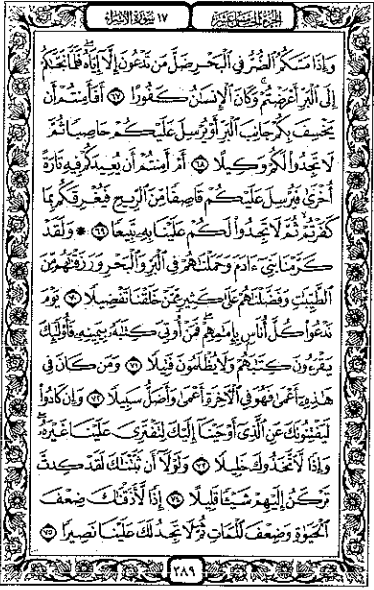 الجزء الخامس عشر
١٧ سورة الإسراء
وَإِذَا مَسَّكُمُ ٱلضُّرُّ فِي ٱلۡبَحۡرِ ضَلَّ مَن تَدۡعُونَ إِلَّآ إِيَّاهُۖ فَلَمَّا نَجَّىٰكُمۡ
إِلَى ٱلۡبَرِّ أَعۡرَضۡتُمۡۚ وَكَانَ ٱلۡإِنسَٰنُ كَفُورًا ٦٧ أَفَأَمِنتُمۡ أَن
يَخۡسِفَ بِكُمۡ جَانِبَ ٱلۡبَرِّ أَوۡ يُرۡسِلَ عَلَيۡكُمۡ حَاصِبٗا ثُمَّ
لَا تَجِدُواْ لَكُمۡ وَكِيلًا ٦٨ أَمۡ أَمِنتُمۡ أَن يُعِيدَكُمۡ فِيهِ تَارَةً
أُخۡرَىٰ فَيُرۡسِلَ عَلَيۡكُمۡ قَاصِفٗا مِّنَ ٱلرِّيحِ فَيُغۡرِقَكُم بِمَا
كَفَرۡتُمۡ ثُمَّ لَا تَجِدُواْ لَكُمۡ عَلَيۡنَا بِهِۦ تَبِيعٗا ٦٩ ۞ وَلَقَدۡ
كَرَّمۡنَا بَنِيٓ ءَادَمَ وَحَمَلۡنَٰهُمۡ فِي ٱلۡبَرِّ وَٱلۡبَحۡرِ وَرَزَقۡنَٰهُم مِّنَ
ٱلطَّيِّبَٰتِ وَفَضَّلۡنَٰهُمۡ عَلَىٰ كَثِيرٖ مِّمَّنۡ خَلَقۡنَا تَفۡضِيلٗا ٧٠ يَوۡمَ
نَدۡعُواْ كُلَّ أُنَاسِۭ بِإِمَٰمِهِمۡۖ فَمَنۡ أُوتِيَ كِتَٰبَهُۥ بِيَمِينِهِۦ فَأُوْلَٰٓئِكَ
يَقۡرَءُونَ كِتَٰبَهُمۡ وَلَا يُظۡلَمُونَ فَتِيلٗا ٧١ وَمَن كَانَ فِي
هَٰذِهِۦٓ أَعۡمَىٰ فَهُوَ فِي ٱلۡأٓخِرَةِ أَعۡمَىٰ وَأَضَلُّ سَبِيلٗا ٧٢ وَإِن كَادُواْ
لَيَفۡتِنُونَكَ عَنِ ٱلَّذِيٓ أَوۡحَيۡنَآ إِلَيۡكَ لِتَفۡتَرِيَ عَلَيۡنَا غَيۡرَهُۥۖ
وَإِذٗا لَّٱتَّخَذُوكَ خَلِيلٗا ٧٣ وَلَوۡلَآ أَن ثَبَّتۡنَٰكَ لَقَدۡ كِدتَّ
تَرۡكَنُ إِلَيۡهِمۡ شَيۡـٔٗا قَلِيلًا ٧٤ إِذٗا لَّأَذَقۡنَٰكَ ضِعۡفَ
ٱلۡحَيَوٰةِ وَضِعۡفَ ٱلۡمَمَاتِ ثُمَّ لَا تَجِدُ لَكَ عَلَيۡنَا نَصِيرٗا ٧٥
٢٨٩